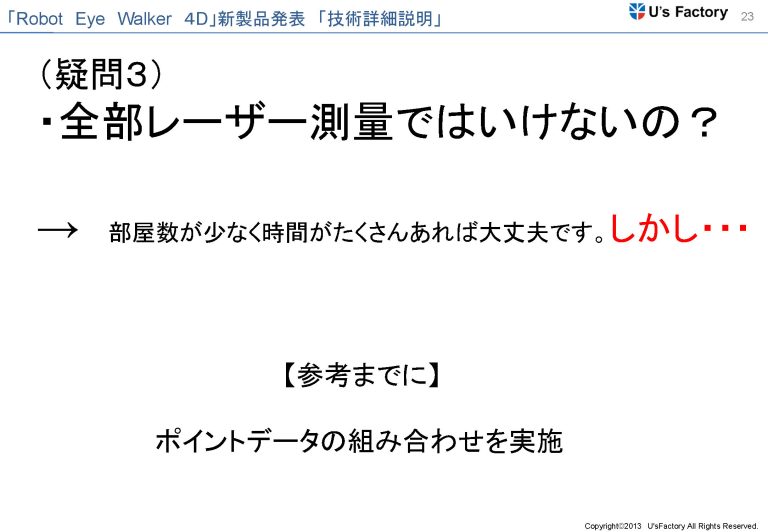 「Robot Eye Walker 4D」新製品発表 「技術詳細説明」
U's Factory 23
（疑問３）
・全部レーザー測量ではいけないの？
→ 部屋数が少なく時間がたくさんあれば大丈夫です。しかし・・・
【参考までに】
ポイントデータの組み合わせを実施
Copyright©2013 U'sFactory All Rights Reserved.